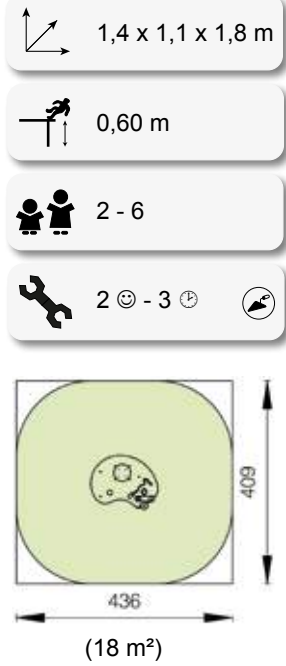 1,4 x 1,1 x 1,8 m
0,60 m
2 - 6
2 ☺ - 3 🕑
409
436
(18 m²)